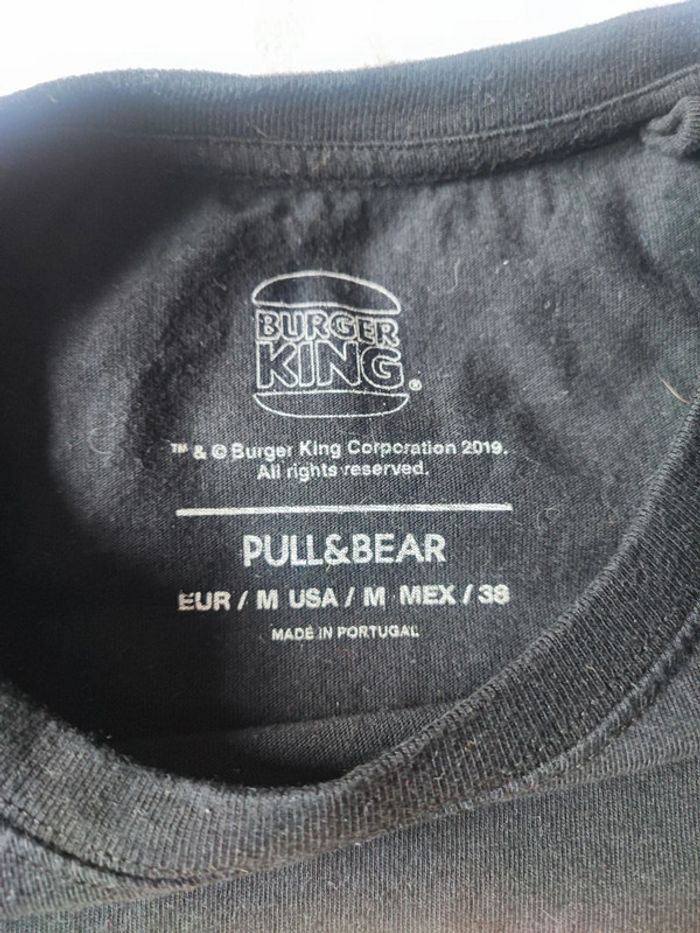 BURGER
KING®
™ & © Burger King Corporation 2019.
All rights reserved.
PULL&BEAR
EUR / M USA / M MEX / 38
MADE IN PORTUGAL